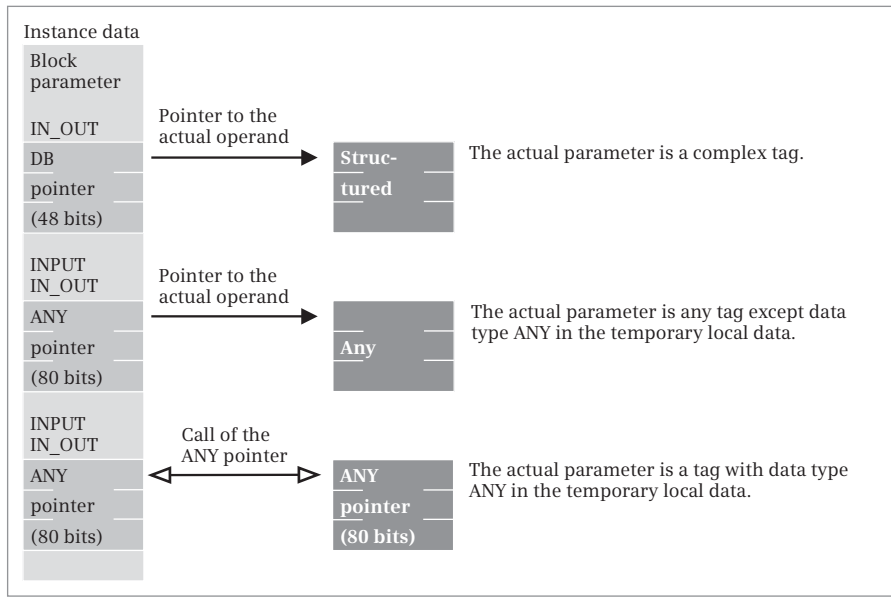 Instance data
Block
parameter
IN_OUT
DB
pointer
(48 bits)
Pointer to the
actual operand
Struc-
tured
The actual parameter is a complex tag.
INPUT
IN_OUT
ANY
pointer
(80 bits)
Pointer to the
actual operand
Any
The actual parameter is any tag except data
type ANY in the temporary local data.
INPUT
IN_OUT
ANY
pointer
(80 bits)
Call of the
ANY pointer
ANY
pointer
(80 bits)
The actual parameter is a tag with data type
ANY in the temporary local data.